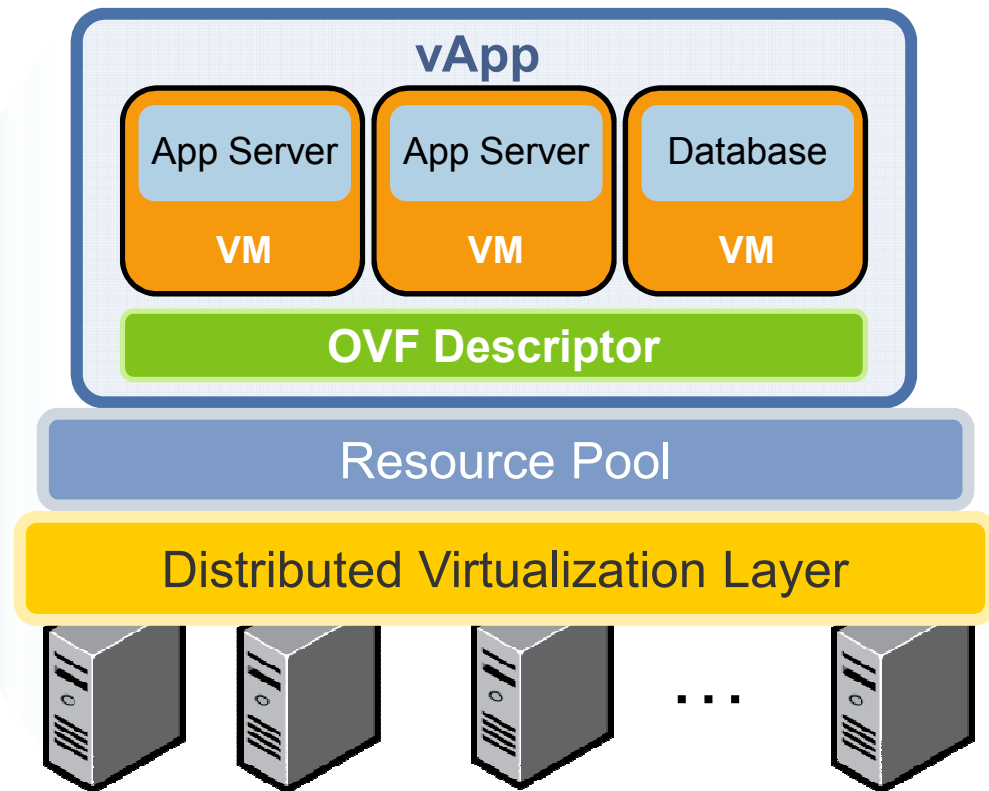 vApp
App Server
App Server
Database
VM
VM
VM
OVF Descriptor
Resource Pool
Distributed Virtualization Layer
...